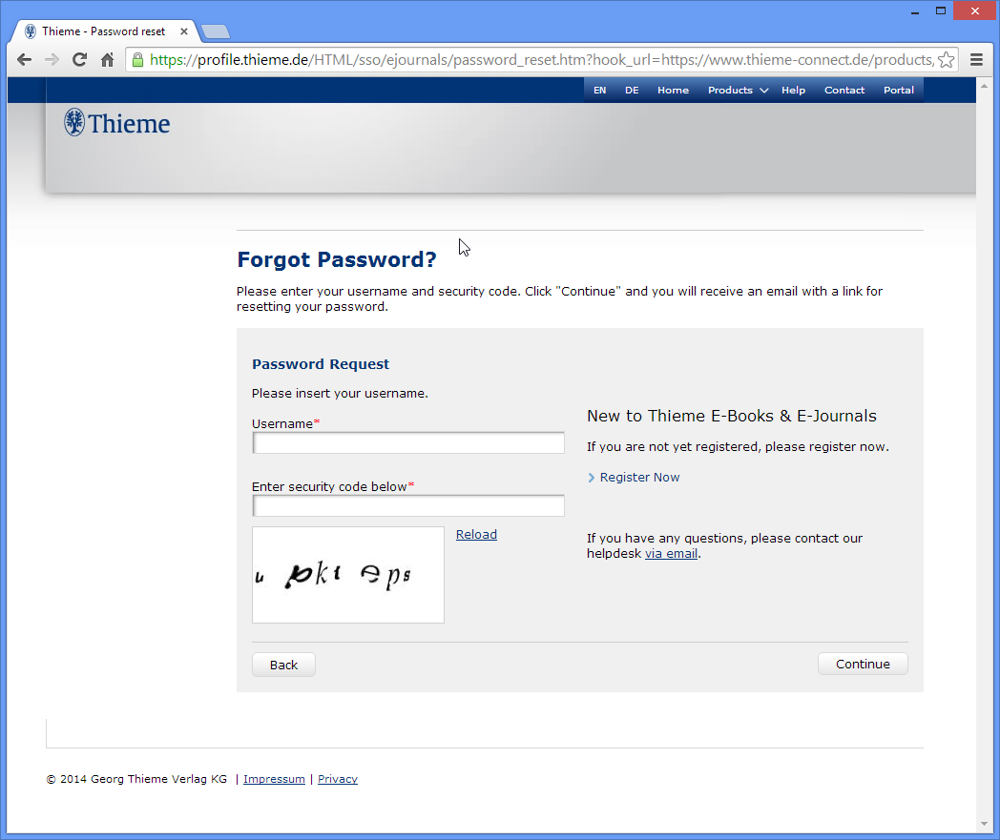 Thieme - Password reset
https://profile.thieme.de/HTML/sso/ejournals/password_reset.htm?hook_url=https://www.thieme-connect.de/products,
EN DE Home Products Help Contact Portal
Thieme
Forgot Password?
Please enter your username and security code. Click "Continue" and you will receive an email with a link for
resetting your password.
Password Request
Please insert your username.
Username*
Enter security code below*
Reload
New to Thieme E-Books & E-Journals
If you are not yet registered, please register now.
Register Now
If you have any questions, please contact our
helpdesk via email.
Back
Continue
© 2014 Georg Thieme Verlag KG | Impressum | Privacy